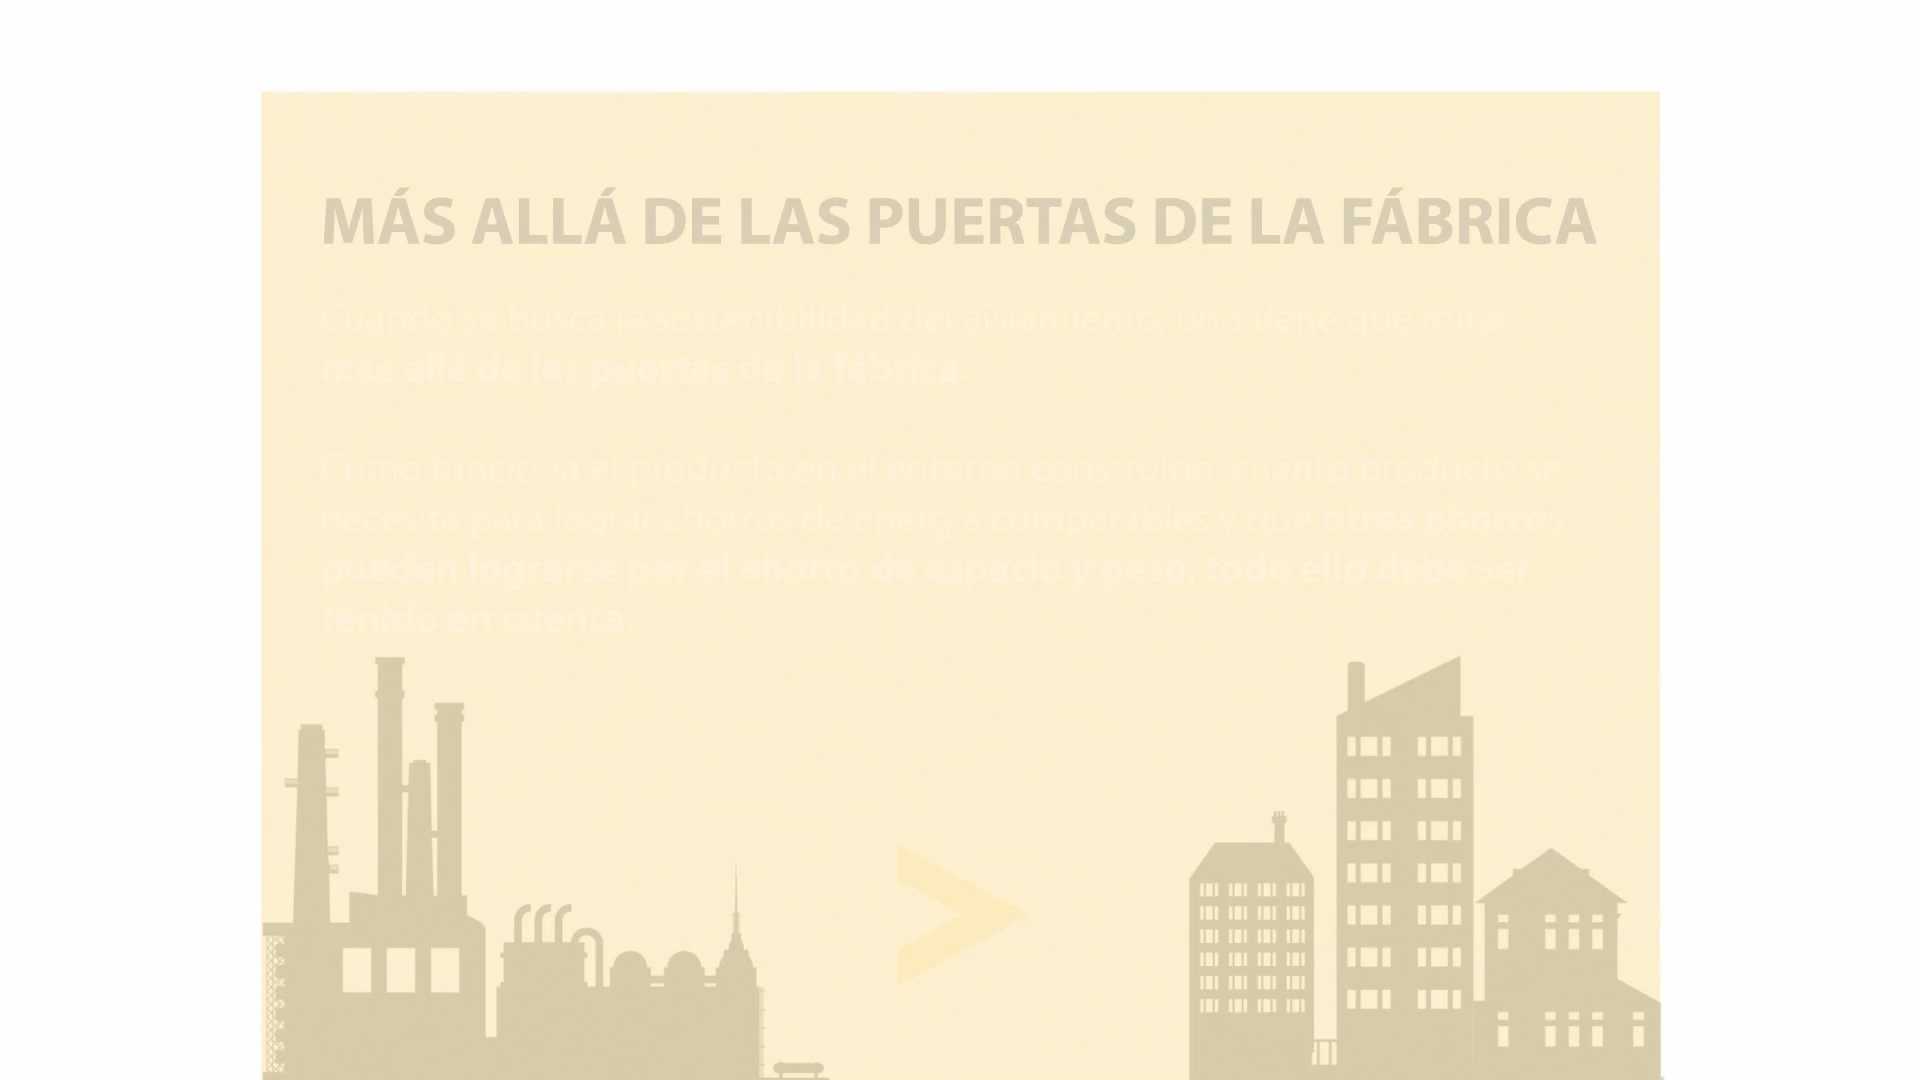 MÁS ALLÁ DE LAS PUERTAS DE LA FÁBRICA
Cuando se busca la sostenibilidad del aislamiento, uno tiene que mirar
más allá de las puertas de la fábrica.
Cómo funciona el producto en el entorno construido, cuánto producto se
necesita para lograr ahorros de energía comparables y que otros ahorros
pueden lograrse por el ahorro de espacio y peso, todo ello debe ser
tenido en cuenta.
>